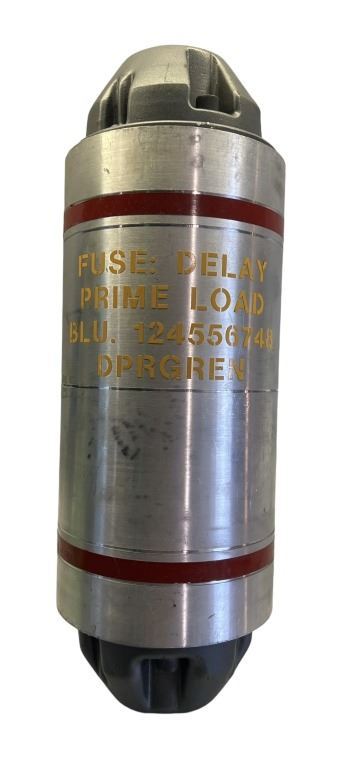 FUSE: DELAY
PRIME LOAD
BLU. 124556748
DPRGREN